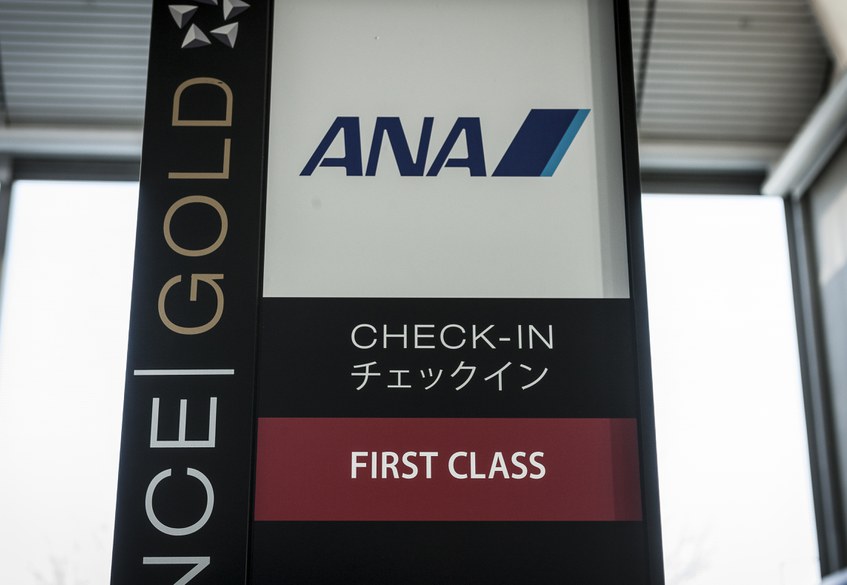 ANA
CHECK-IN
チェックイン
FIRST CLASS
NCE | GOLD